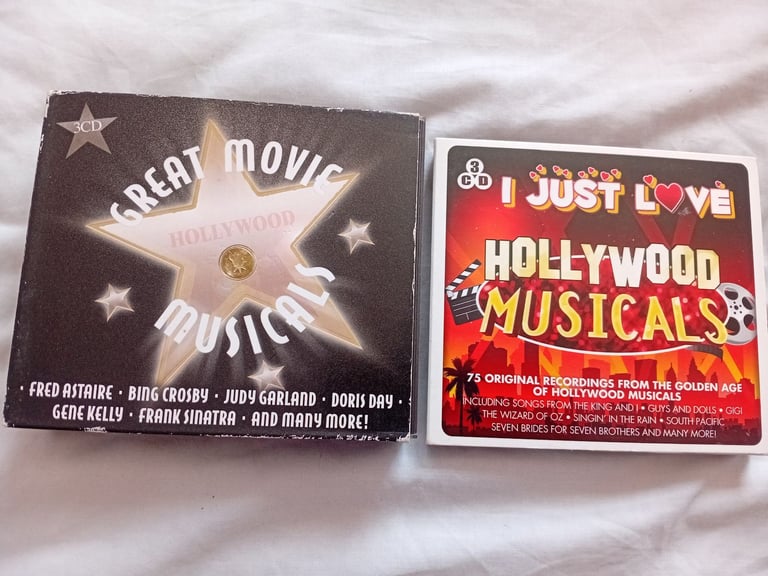 3CD
GREAT MOVIE
HOLLYWOOD
MUSICALS
· FRED ASTAIRE · BING CROSBY · JUDY GARLAND · DORIS DAY ·
GENE KELLY · FRANK SINATRA · AND MANY MORE!
3
CD
I JUST LOVE
HOLLYWOOD
MUSICALS
75 ORIGINAL RECORDINGS FROM THE GOLDEN AGE
OF HOLLYWOOD MUSICALS
INCLUDING SONGS FROM THE KING AND I • GUYS AND DOLLS • GIGI
THE WIZARD OF OZ • SINGIN' IN THE RAIN • SOUTH PACIFIC
SEVEN BRIDES FOR SEVEN BROTHERS AND MANY MORE!